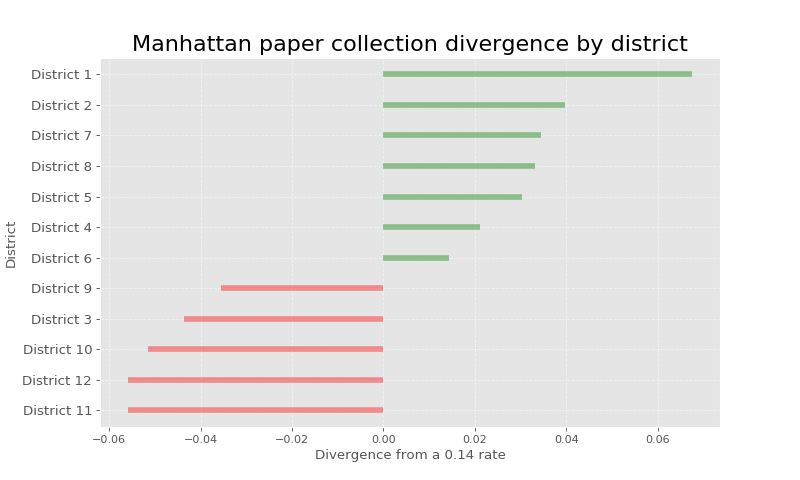 Manhattan paper collection divergence by district
District 1
District 2
District 7
District 8
District 5
District 4
District 6
District 9
District 3
District 10
District 12
District 11
District
−0.06 −0.04 −0.02 0.00 0.02 0.04 0.06
Divergence from a 0.14 rate